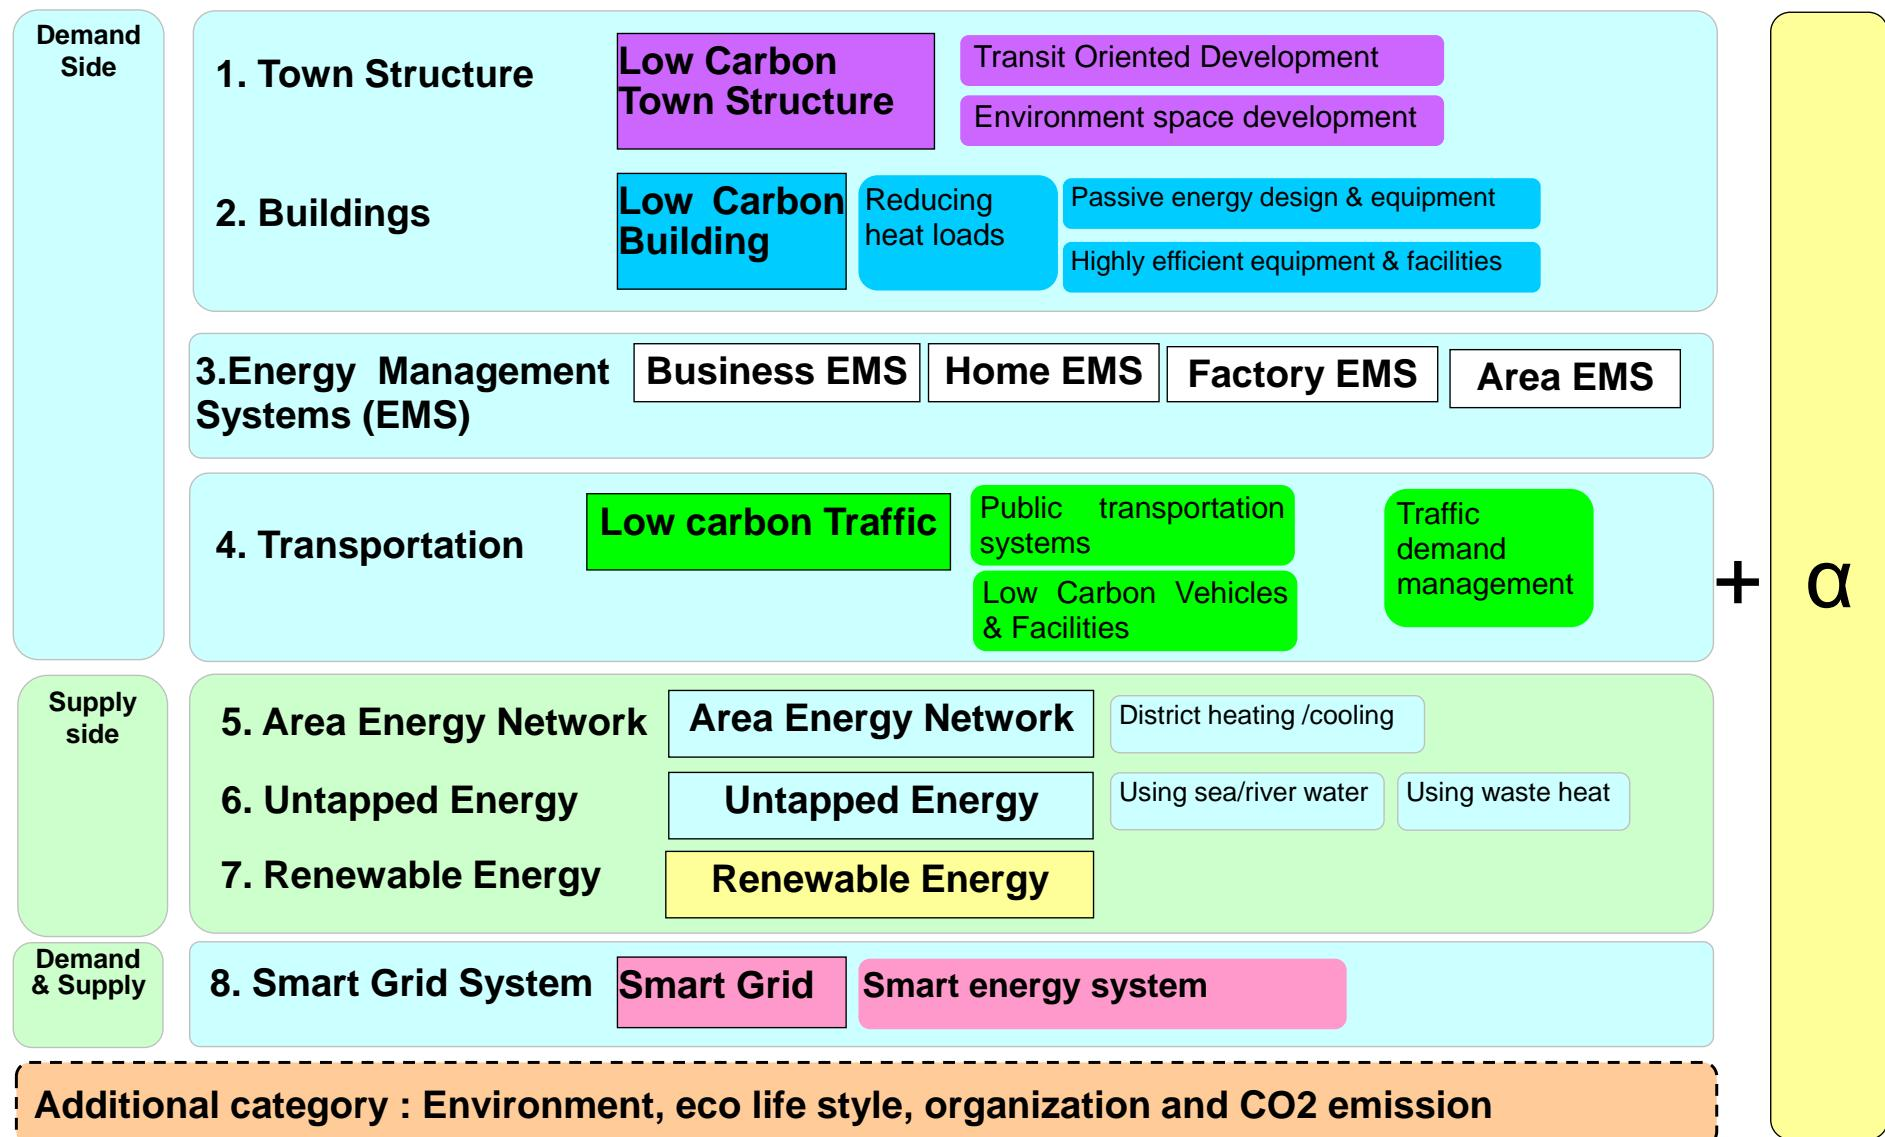 Demand
Side
1. Town Structure
Low Carbon
Town Structure
Transit Oriented Development
Environment space development
2. Buildings
Low Carbon
Building
Reducing
heat loads
Passive energy design & equipment
Highly efficient equipment & facilities
3.Energy Management
Systems (EMS)
Business EMS
Home EMS
Factory EMS
Area EMS
4. Transportation
Low carbon Traffic
Public transportation
systems
Low Carbon Vehicles
& Facilities
Traffic
demand
management
+
α
Supply
side
5. Area Energy Network
Area Energy Network
District heating /cooling
6. Untapped Energy
Untapped Energy
Using sea/river water
Using waste heat
7. Renewable Energy
Renewable Energy
Demand
& Supply
8. Smart Grid System
Smart Grid
Smart energy system
Additional category : Environment, eco life style, organization and CO2 emission